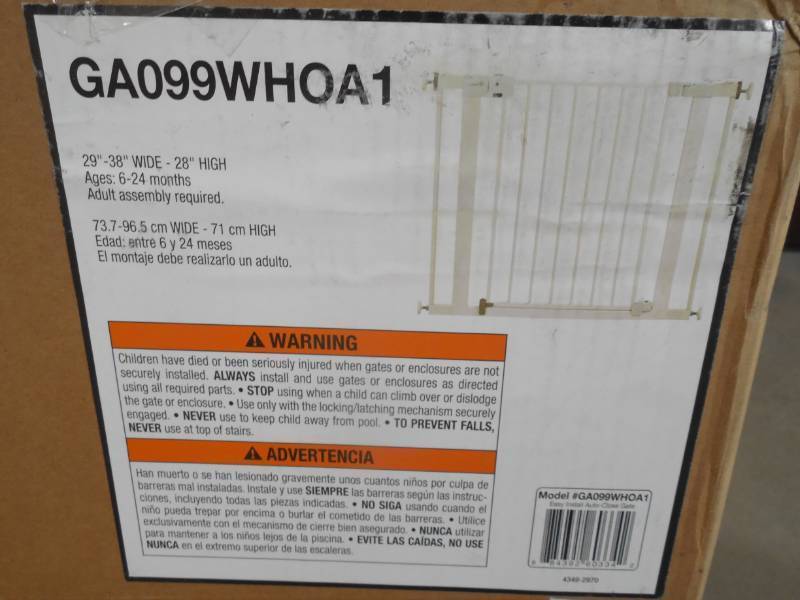 GA099WHOA1
29"-38" WIDE - 28" HIGH
Ages: 6-24 months
Adult assembly required.
73.7-96.5 cm WIDE - 71 cm HIGH
Edad: entre 6 y 24 meses
El montaje debe realizarlo un adulto.
WARNING
Children have died or been seriously injured when gates or enclosures are not
securely installed. ALWAYS install and use gates or enclosures as directed
using all required parts. • STOP using when a child can climb over or dislodge
the gate or enclosure. • Use only with the locking/latching mechanism securely
engaged. • NEVER use to keep child away from pool. • TO PREVENT FALLS,
NEVER use at top of stairs.
ADVERTENCIA
Han muerto o se han lesionado gravemente unos cuantos niños por culpa de
barreras mal instaladas. Instale y use SIEMPRE las barreras según las instruc-
ciones, incluyendo todas las piezas indicadas. • NO SIGA usando cuando el
niño pueda trepar por encima o burlar el cometido de las barreras. • Utilice
exclusivamente con el mecanismo de cierre bien asegurado. • NUNCA utilizar
para mantener a los niños lejos de la piscina. • EVITE LAS CAÍDAS, NO USE
NUNCA en el extremo superior de las escaleras.
Model #GA099WHOA1
Easy Install Auto-Close Gate
8 84392 60334 2
4349-2970